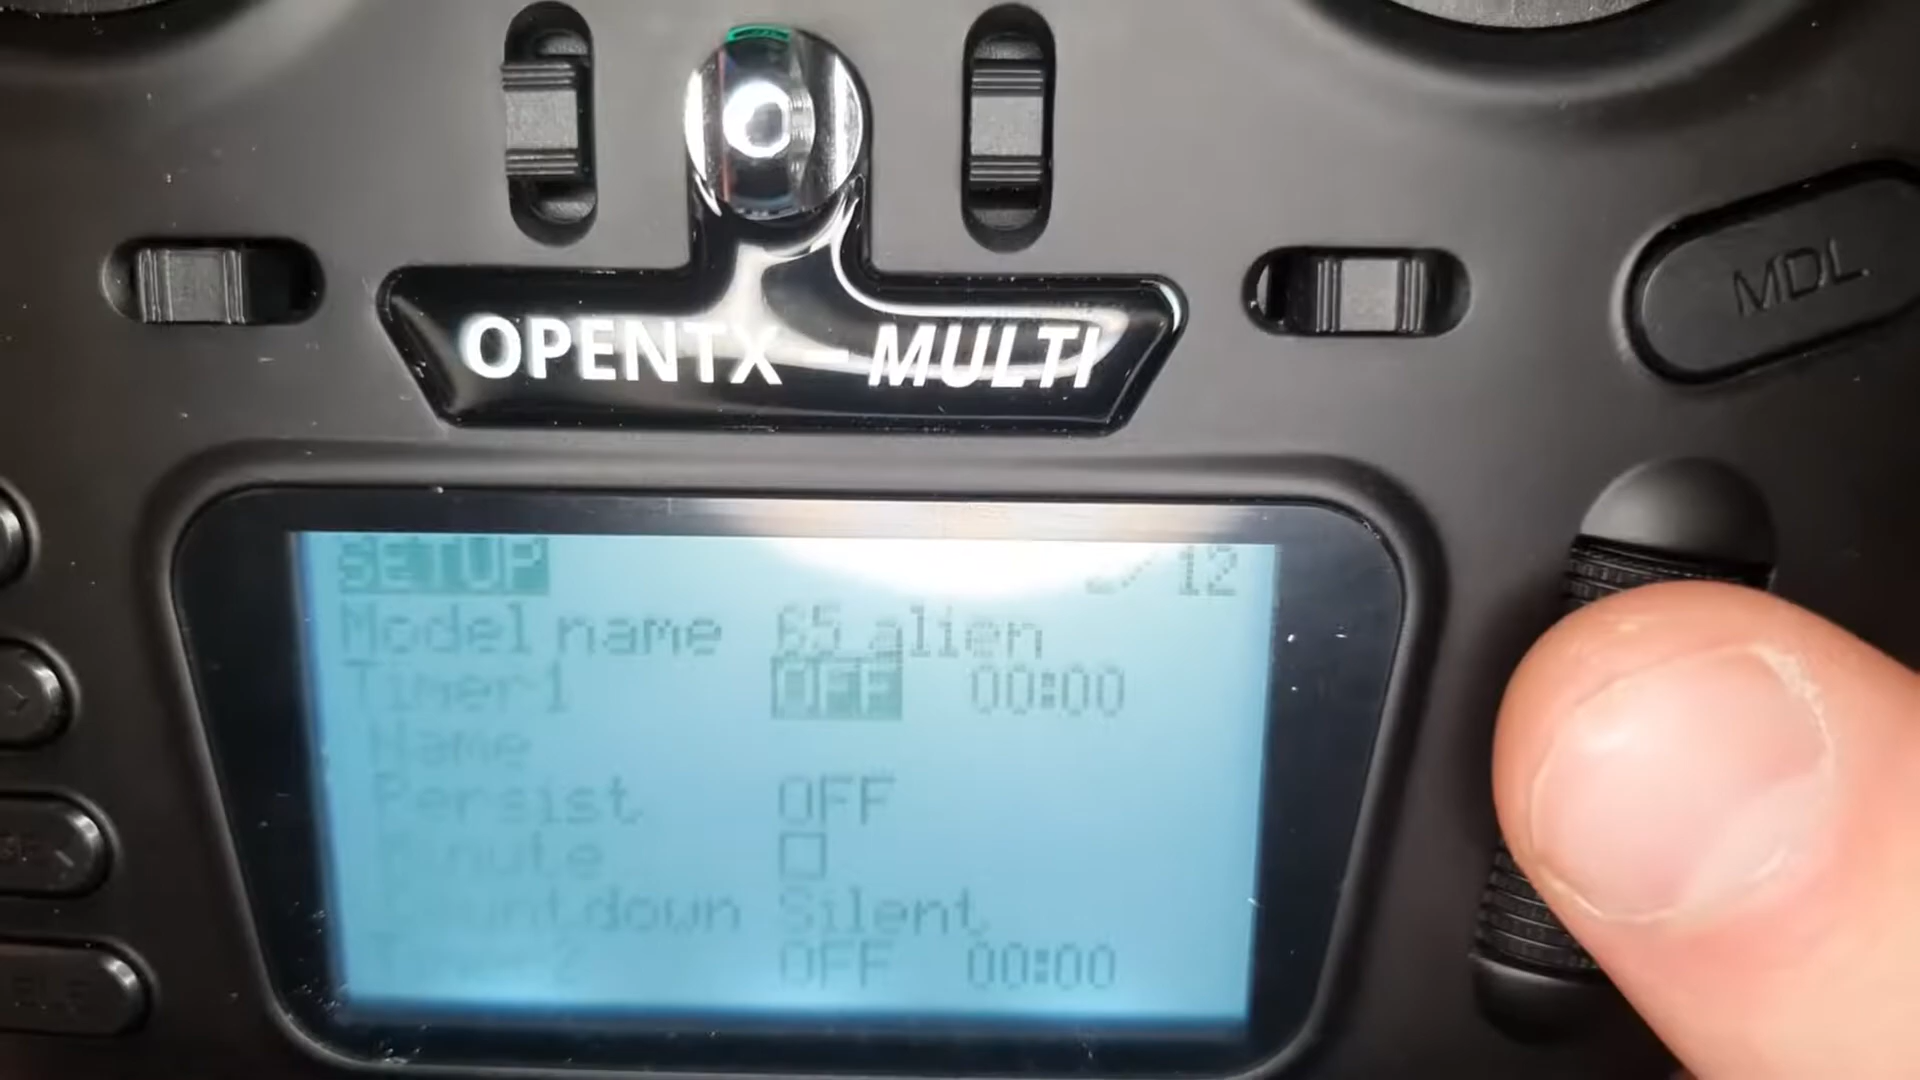 OPENTX - MULTI
MDL
SETUP /12
Model name 65 alien
Timer1 OFF 00:00
Name
Persist OFF
Minute
Countdown Silent
Timer2 OFF 00:00